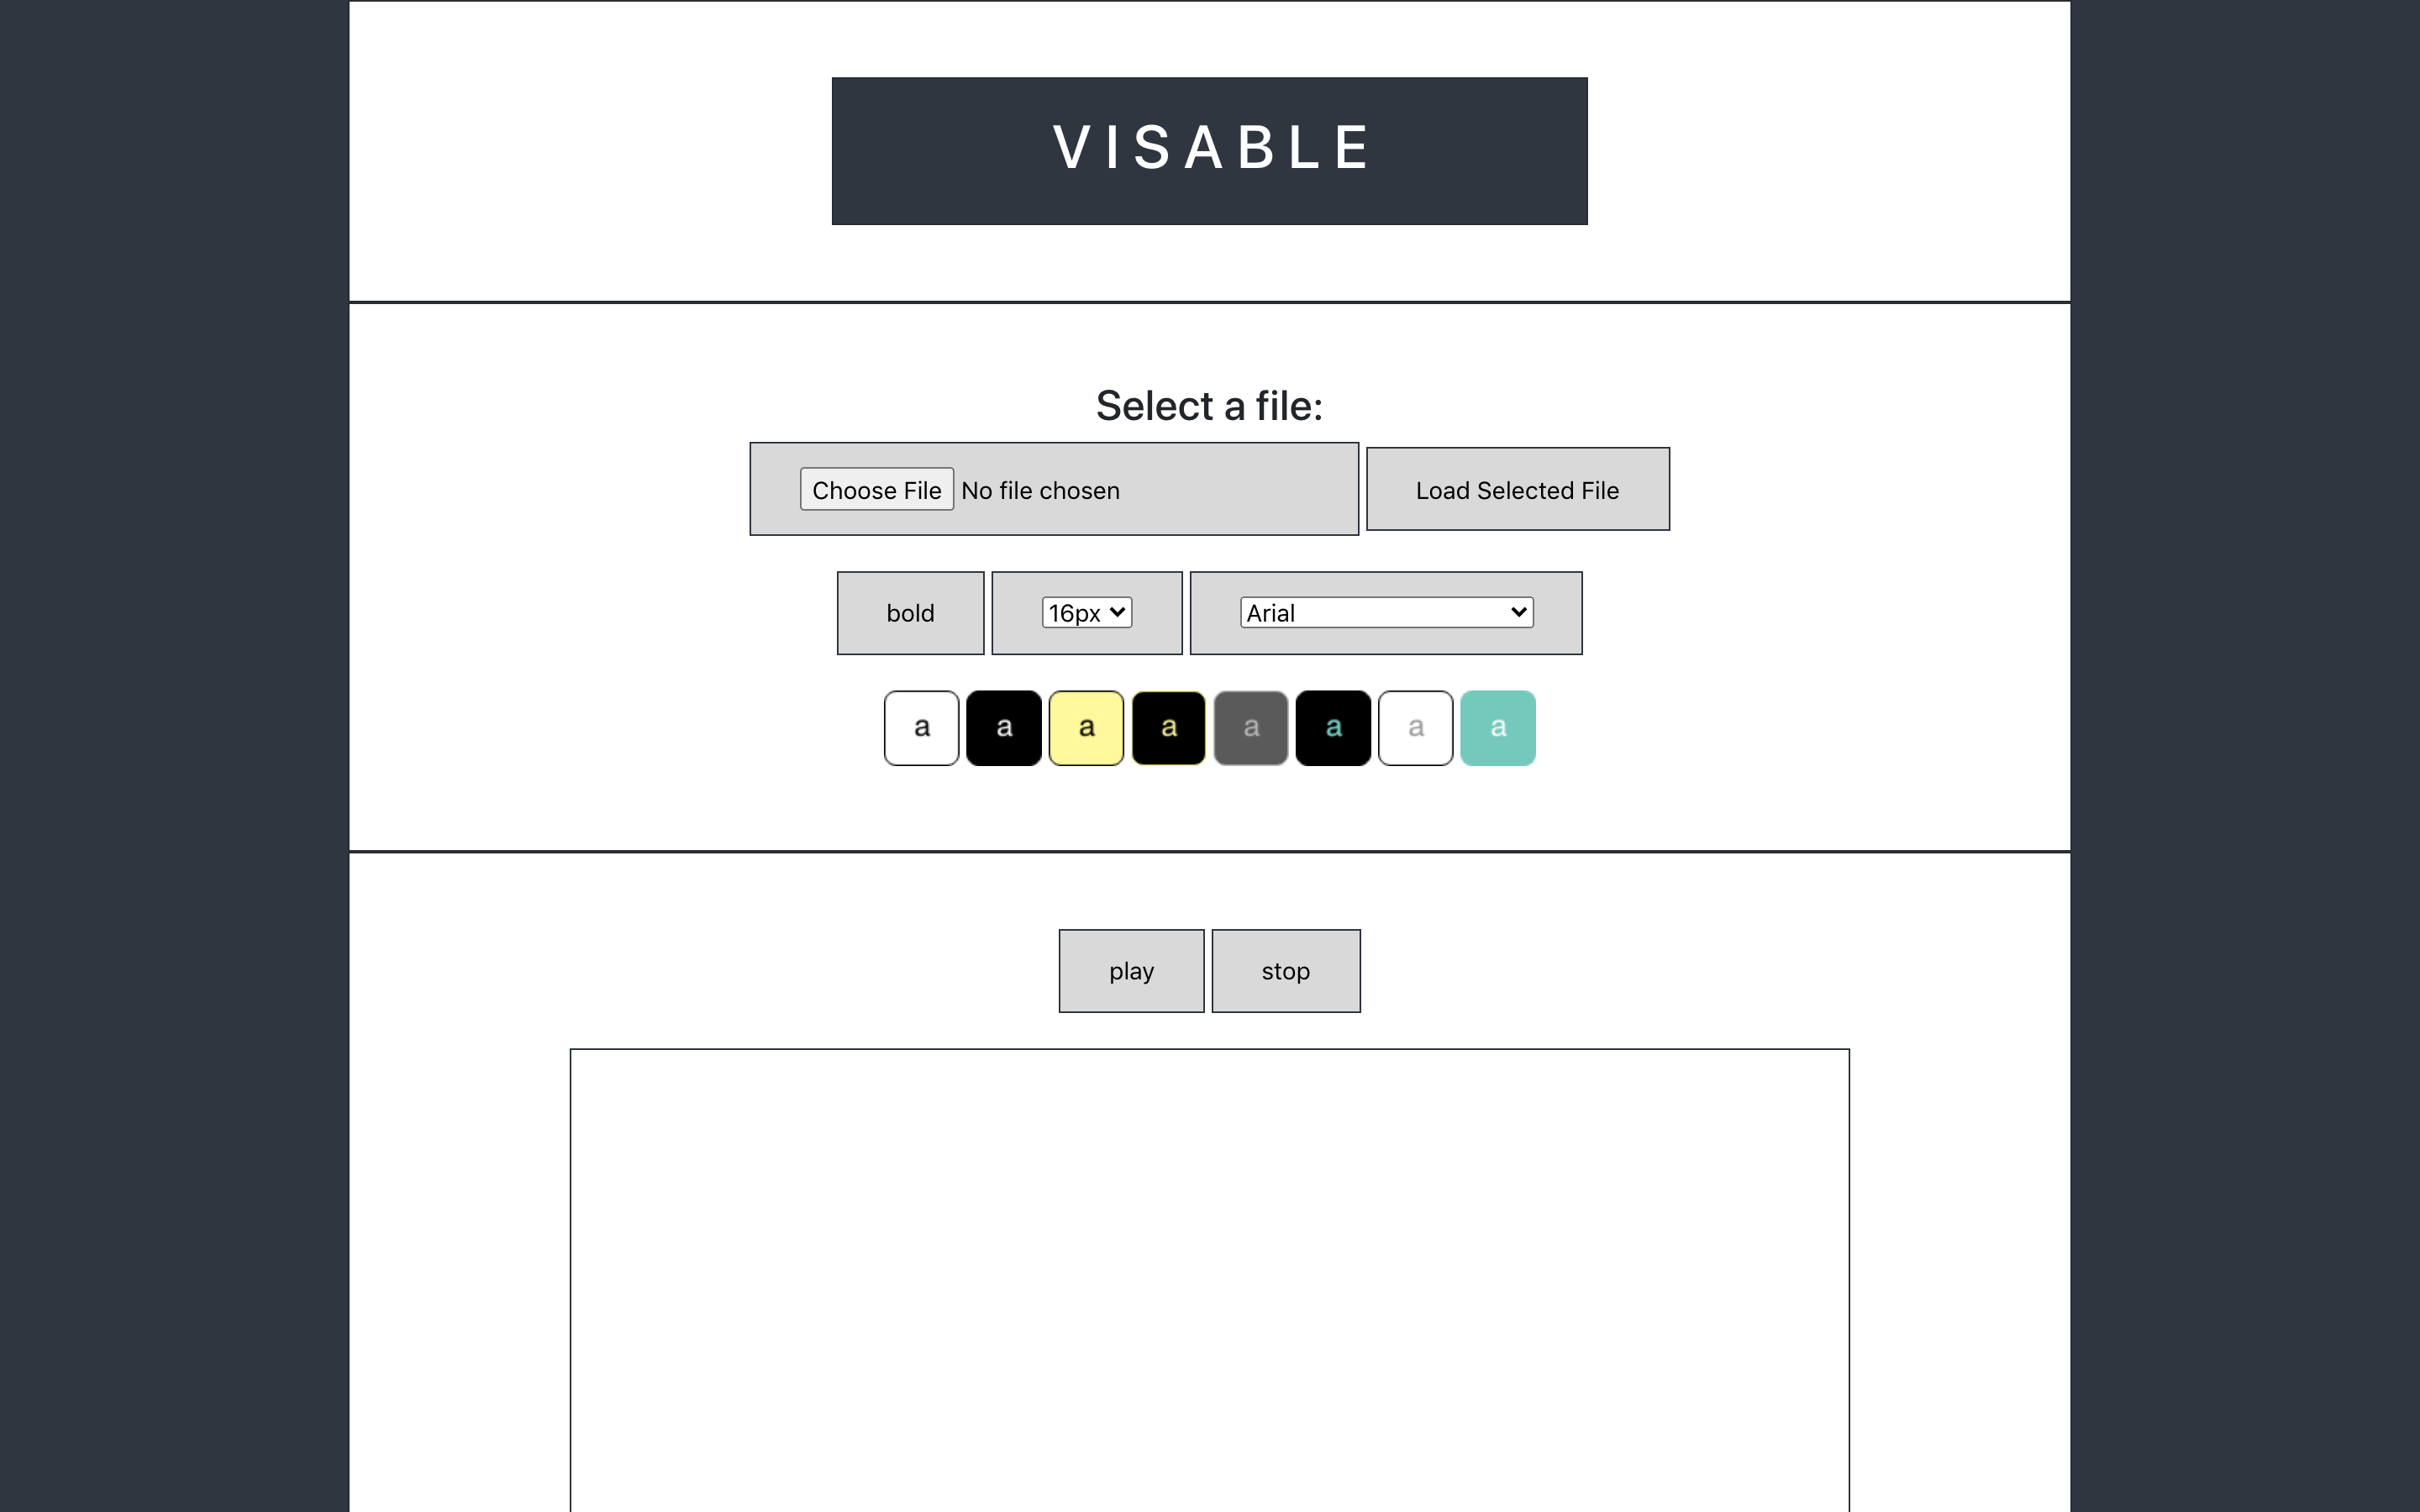 VISABLE
Select a file:
Choose File No file chosen Load Selected File
bold 16px Arial
a a a a a a a a
play stop